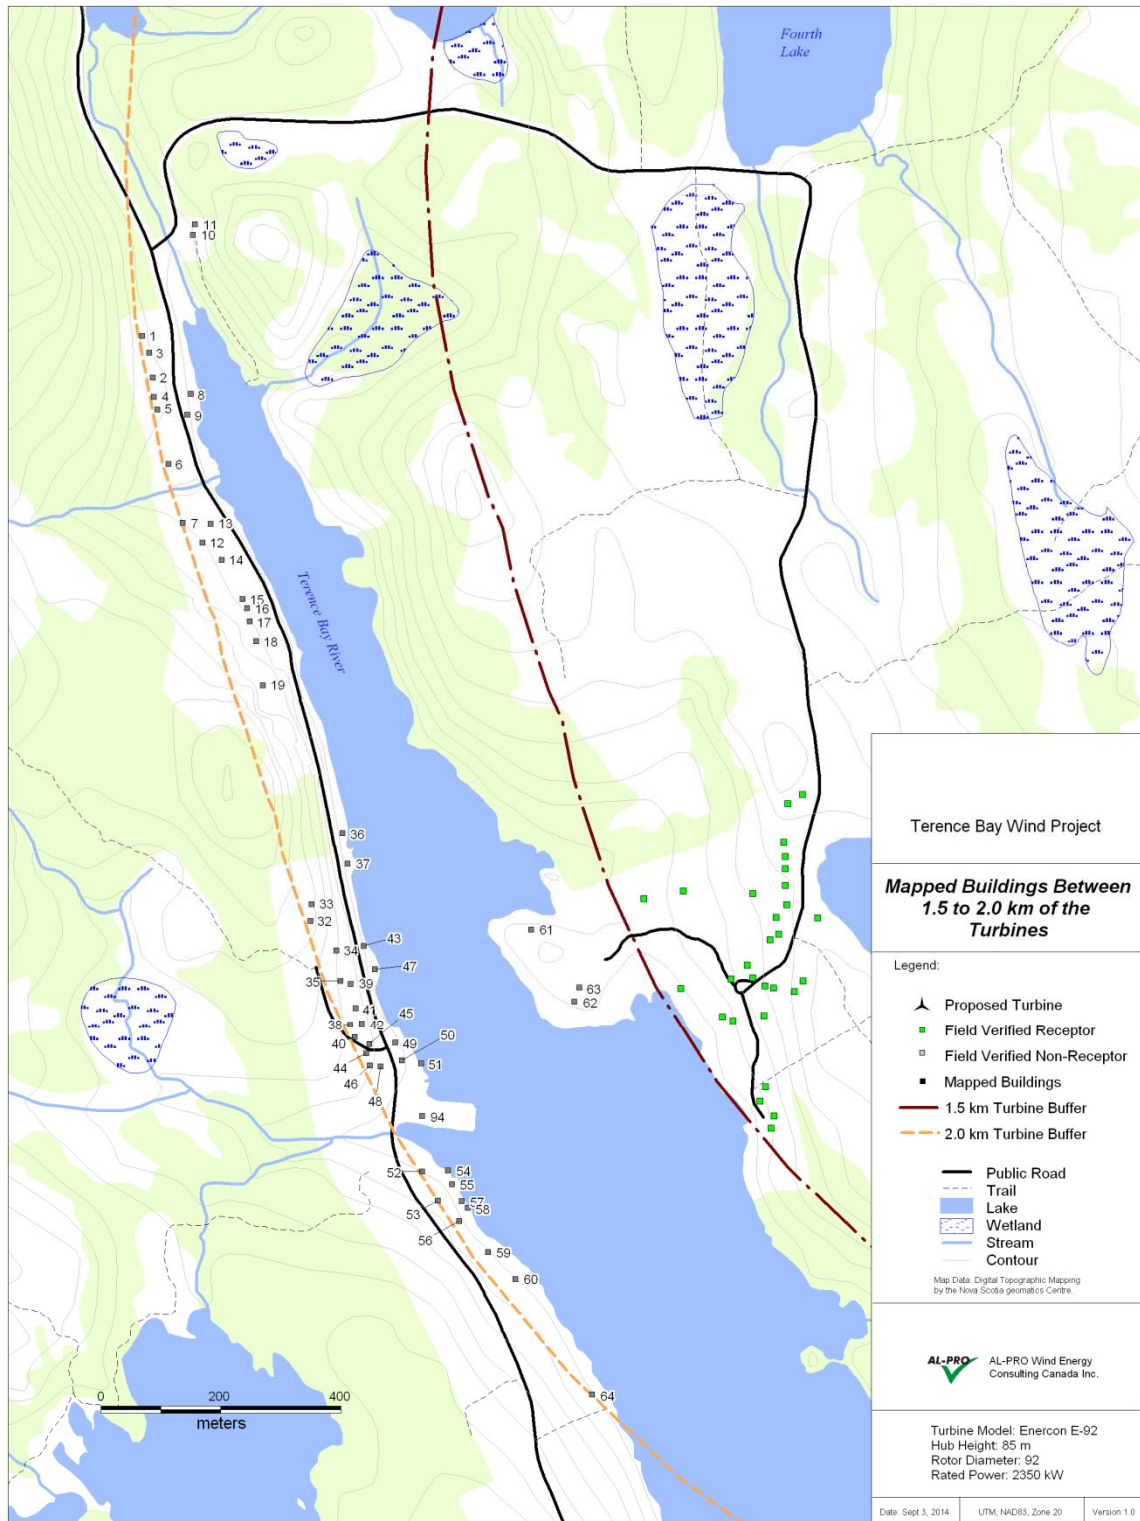 Fourth
Lake
11
10
1
3
2
4
8
5
9
6
7
13
12
14
15
16
17
18
19
Terence Bay River
36
37
33
32
34
43
47
35
39
41
38
42
45
40
49
50
44
51
46
48
94
61
63
62
52
54
55
53
57
58
56
59
60
64
0
200
400
meters
Terence Bay Wind Project
Mapped Buildings Between
1.5 to 2.0 km of the
Turbines
Legend:
Proposed Turbine
Field Verified Receptor
Field Verified Non-Receptor
Mapped Buildings
1.5 km Turbine Buffer
2.0 km Turbine Buffer
Public Road
Trail
Lake
Wetland
Stream
Contour
Map Data: Digital Topographic Mapping
by the Nova Scotia geomatics Centre.
AL-PRO
AL-PRO Wind Energy
Consulting Canada Inc.
Turbine Model: Enercon E-92
Hub Height: 85 m
Rotor Diameter: 92
Rated Power: 2350 kW
Date: Sept 3, 2014
UTM, NAD83, Zone 20
Version 1.0